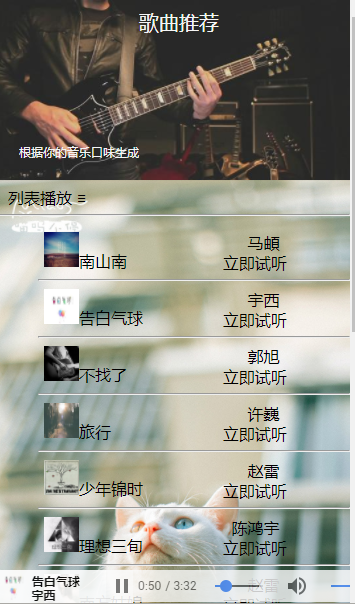 歌曲推荐
根据你的音乐口味生成
列表播放 ≡
马頔
南山南
立即试听
宇西
告白气球
立即试听
郭旭
不找了
立即试听
许巍
旅行
立即试听
赵雷
少年锦时
立即试听
陈鸿宇
理想三旬
立即试听
赵雷
告白气球
宇西
0:50 / 3:32